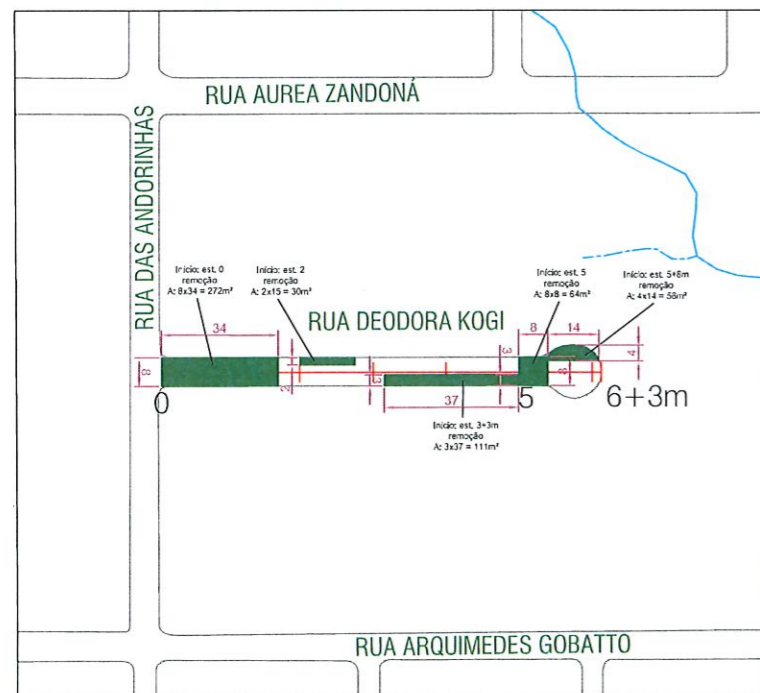 RUA AUREA ZANDONÁ
RUA DAS ANDORINHAS
Início: est. 0
remoção
A: 8x34 = 272m²
Início: est. 2
remoção
A: 2x15 = 30m²
Início: est. 5
remoção
A: 8x8 = 64m²
Início: est. 5+8m
remoção
A: 4x14 = 56m²
RUA DEODORA KOGI
34
8
14
3
4
8
2
3
8
37
0
5
6+3m
Início: est. 3+3m
remoção
A: 3x37 = 111m²
RUA ARQUIMEDES GOBATTO